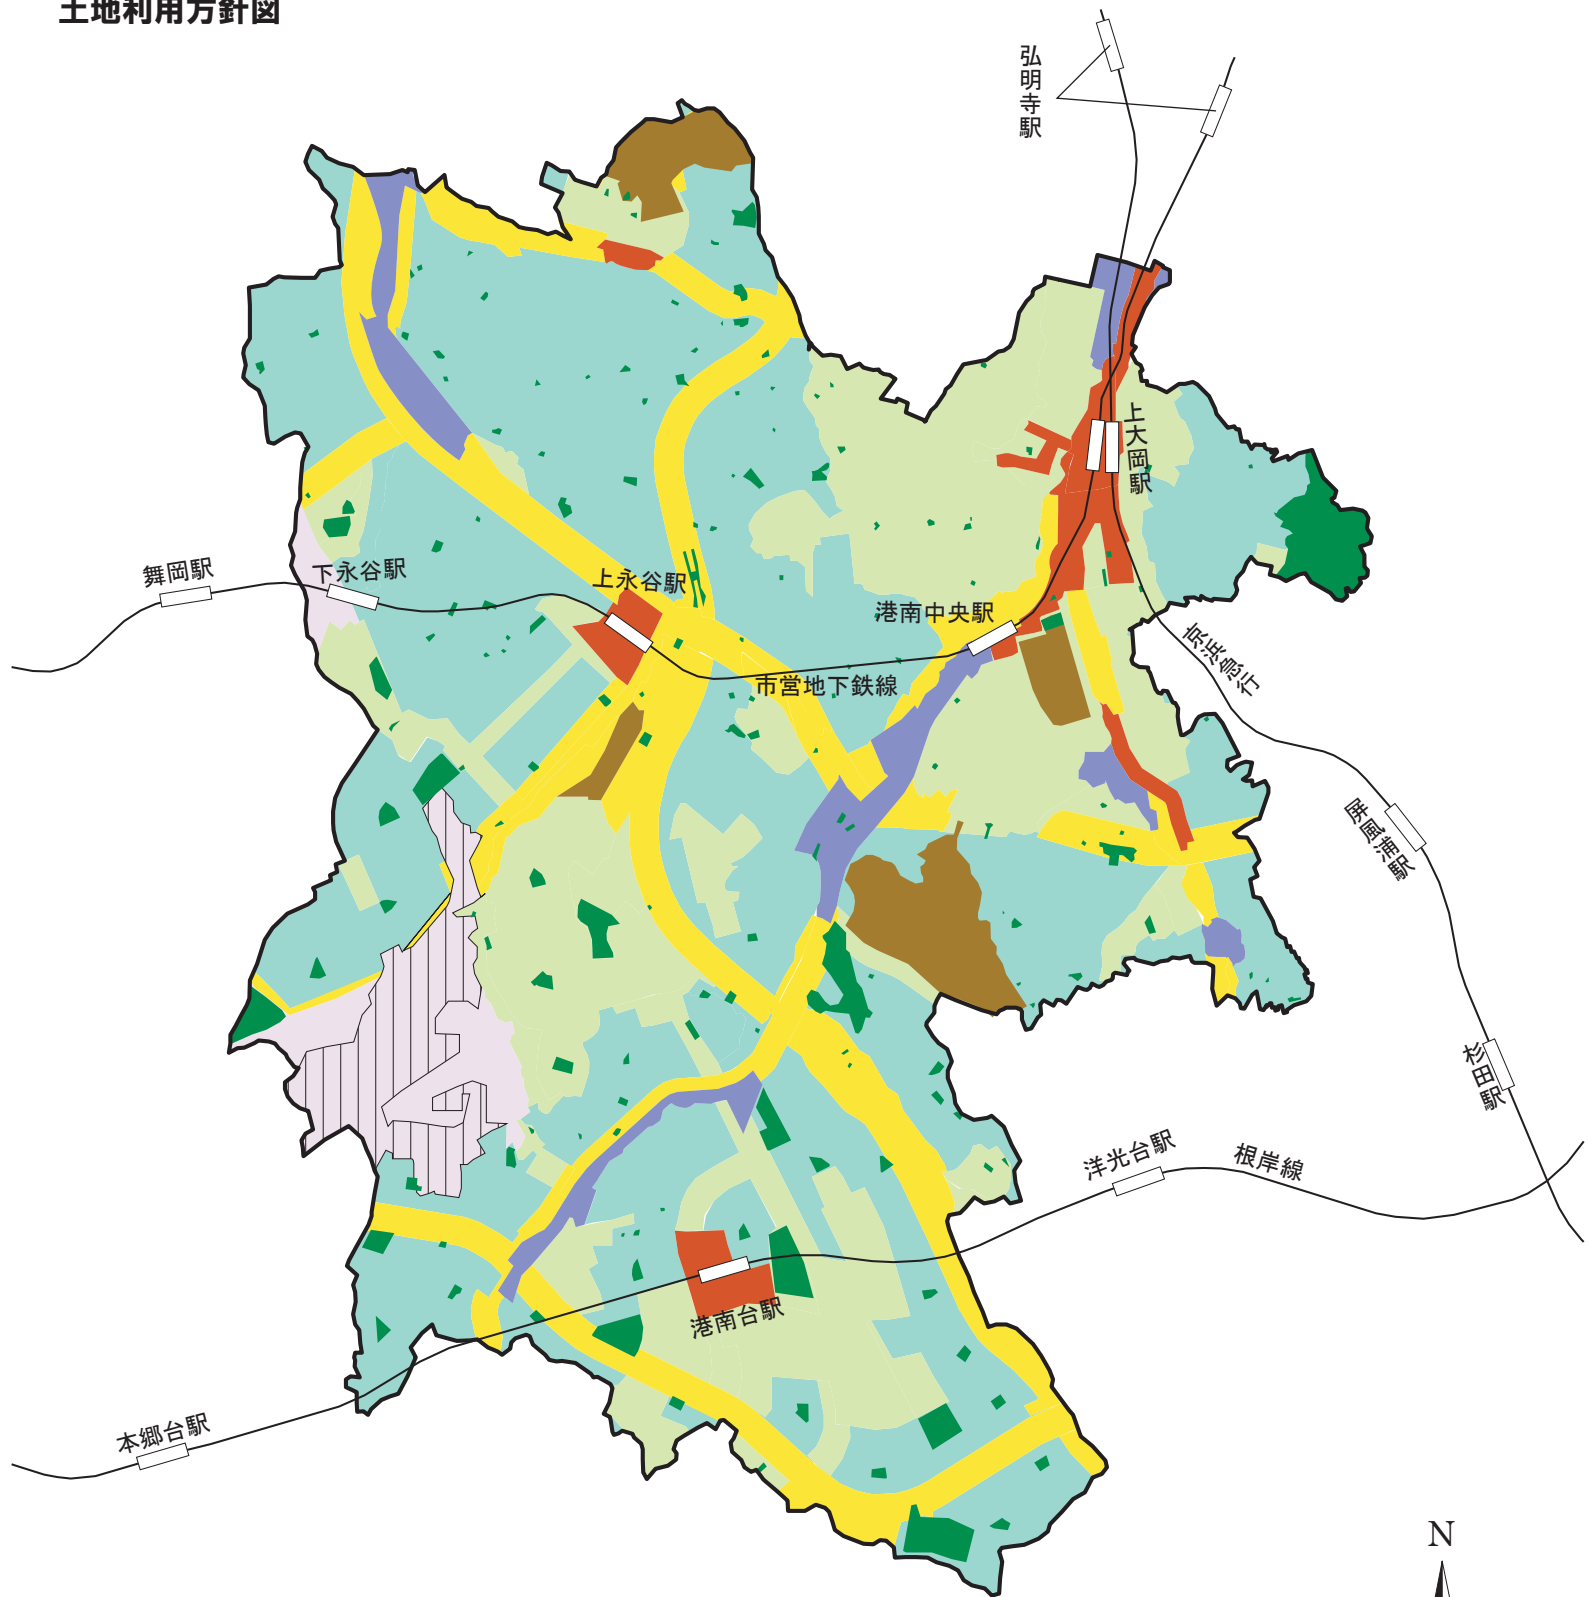 土地利用方針図
弘明寺駅
上大岡駅
舞岡駅
下永谷駅
上永谷駅
港南中央駅
京浜急行
市営地下鉄線
屏風浦駅
杉田駅
洋光台駅
根岸線
港南台駅
本郷台駅
N